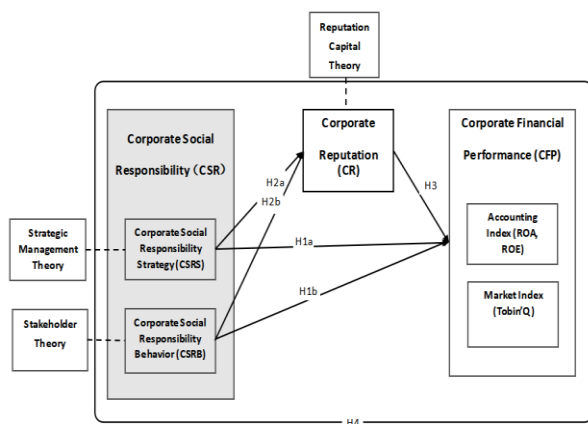 Reputation
Capital
Theory
Corporate Social
Responsibility (CSR)
Corporate
Reputation
(CR)
Corporate Financial
Performance (CFP)
H2a
H2b
H3
Strategic
Management
Theory
Corporate Social
Responsibility
Strategy (CSRS)
H1a
Accounting
Index (ROA,
ROE)
H1b
Market Index
(Tobin'Q)
Stakeholder
Theory
Corporate Social
Responsibility
Behavior (CSRB)
H4